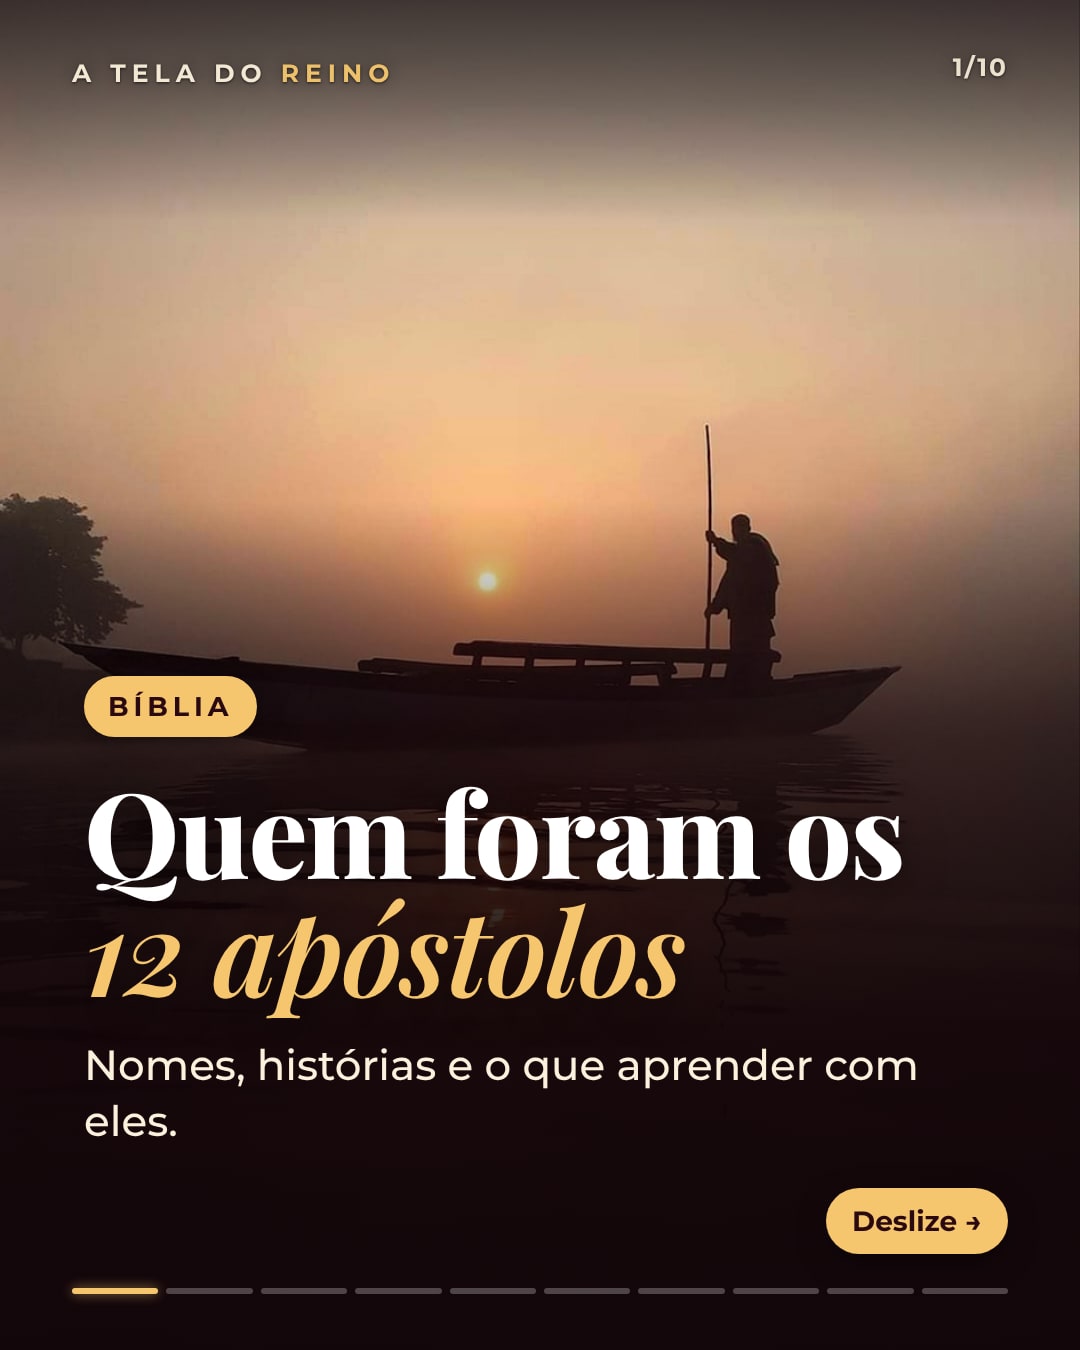 A TELA DO REINO
1/10
BÍBLIA
Quem foram os
12 apóstolos
Nomes, histórias e o que aprender com
eles.
Deslize →